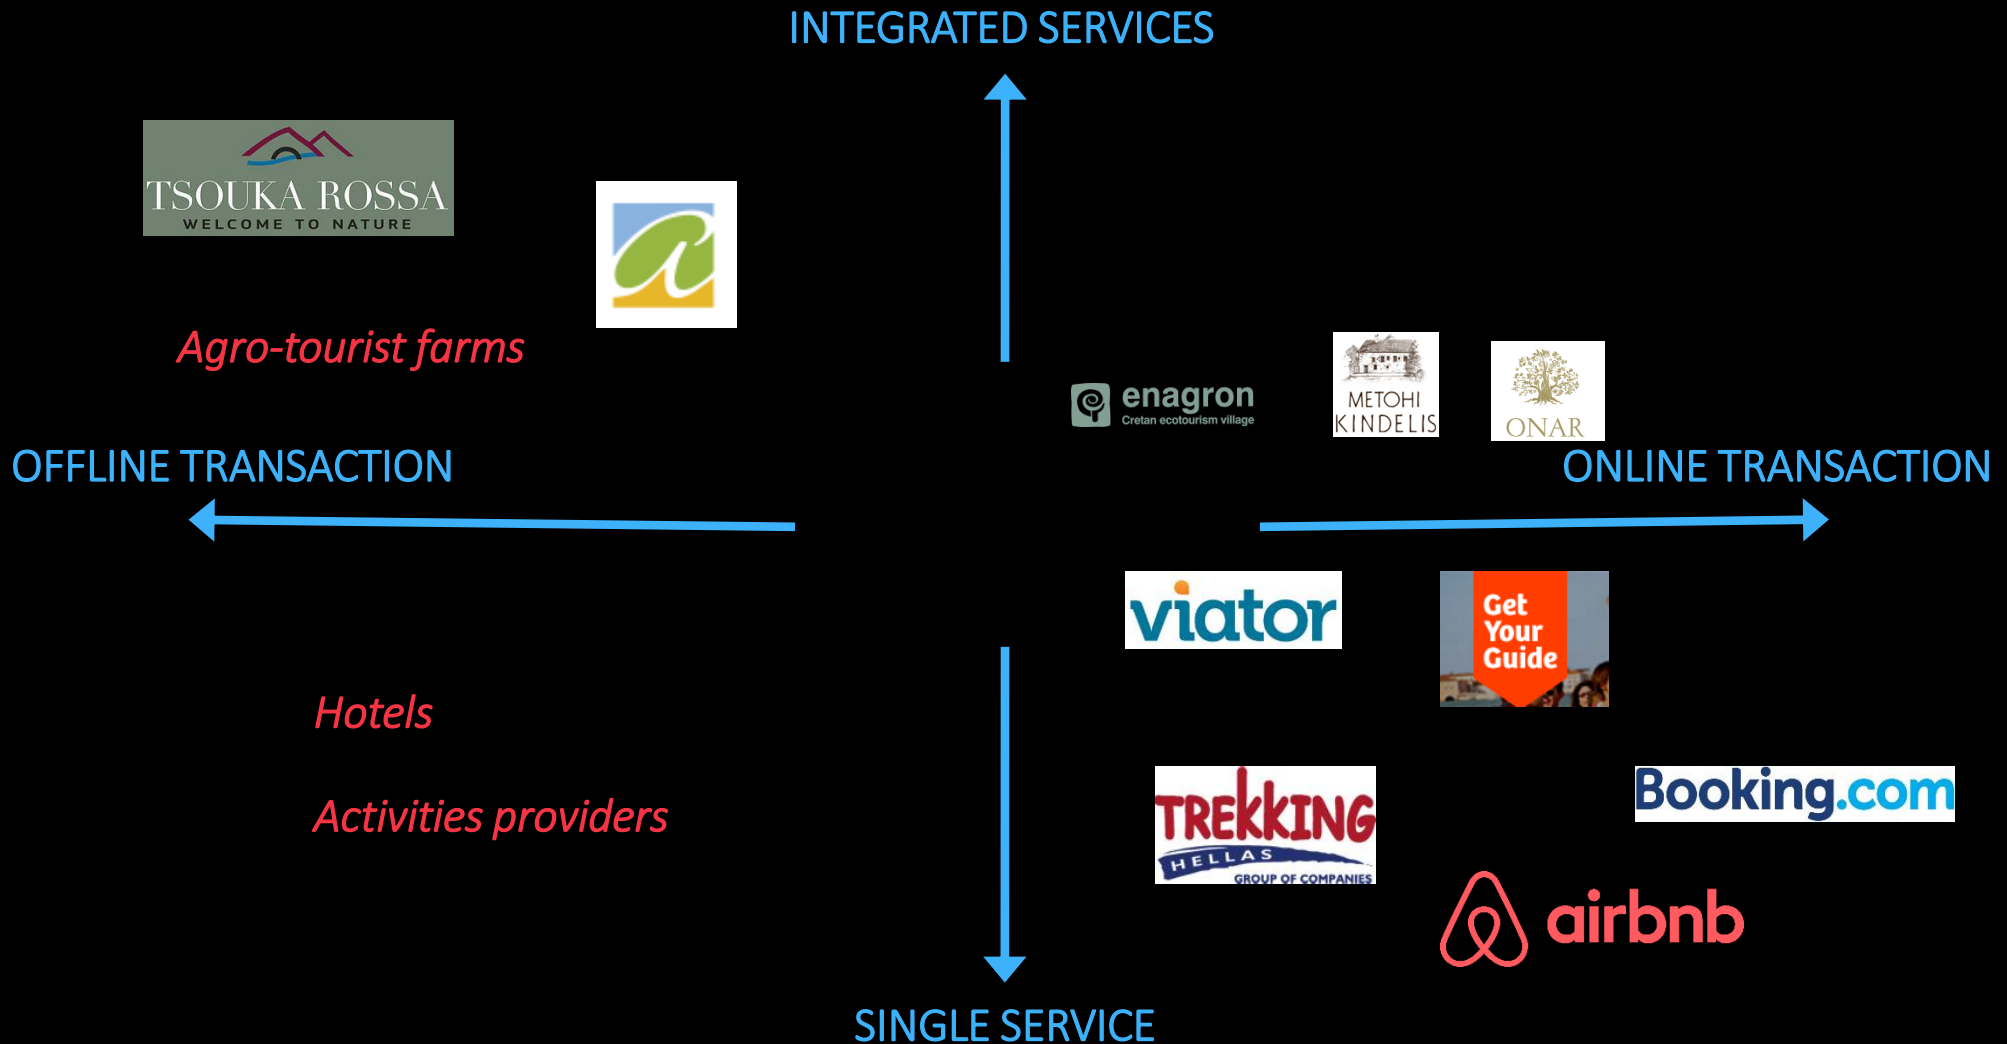 INTEGRATED SERVICES
TSOUKA ROSSA
WELCOME TO NATURE
a
Agro-tourist farms
enagron
Cretan ecotourism village
METOHI
KINDELIS
ONAR
OFFLINE TRANSACTION
ONLINE TRANSACTION
viator
Get
Your
Guide
Hotels
Activities providers
TREKKING
HELLAS
GROUP OF COMPANIES
Booking.com
airbnb
SINGLE SERVICE